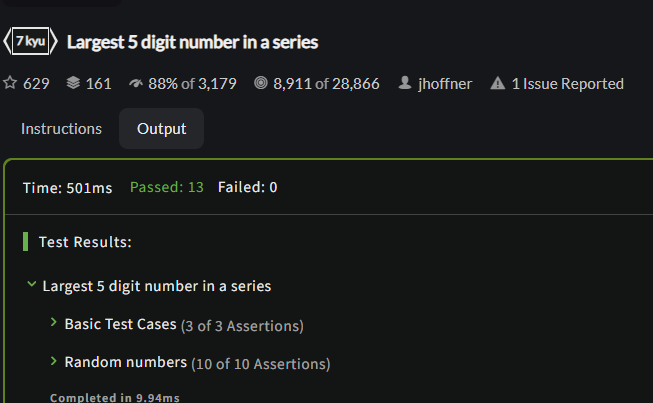 7 kyu Largest 5 digit number in a series
629 161 88% of 3,179 8,911 of 28,866 jhoffner 1 Issue Reported
Instructions Output
Time: 501ms Passed: 13 Failed: 0
Test Results:
Largest 5 digit number in a series
Basic Test Cases (3 of 3 Assertions)
Random numbers (10 of 10 Assertions)
Completed in 9.94ms